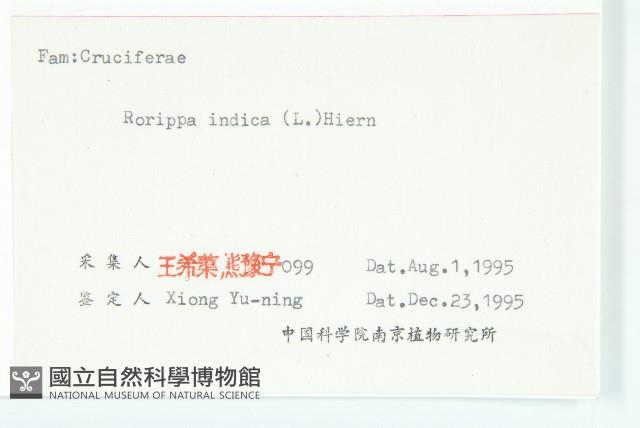 Fam:Cruciferae
Rorippa indica (L.)Hiern
采集人 王希蕖 熊豫宁 099 Dat.Aug.1,1995
鉴定人 Xiong Yu-ning Dat.Dec.23,1995
中国科学院南京植物研究所
國立自然科學博物館
NATIONAL MUSEUM OF NATURAL SCIENCE